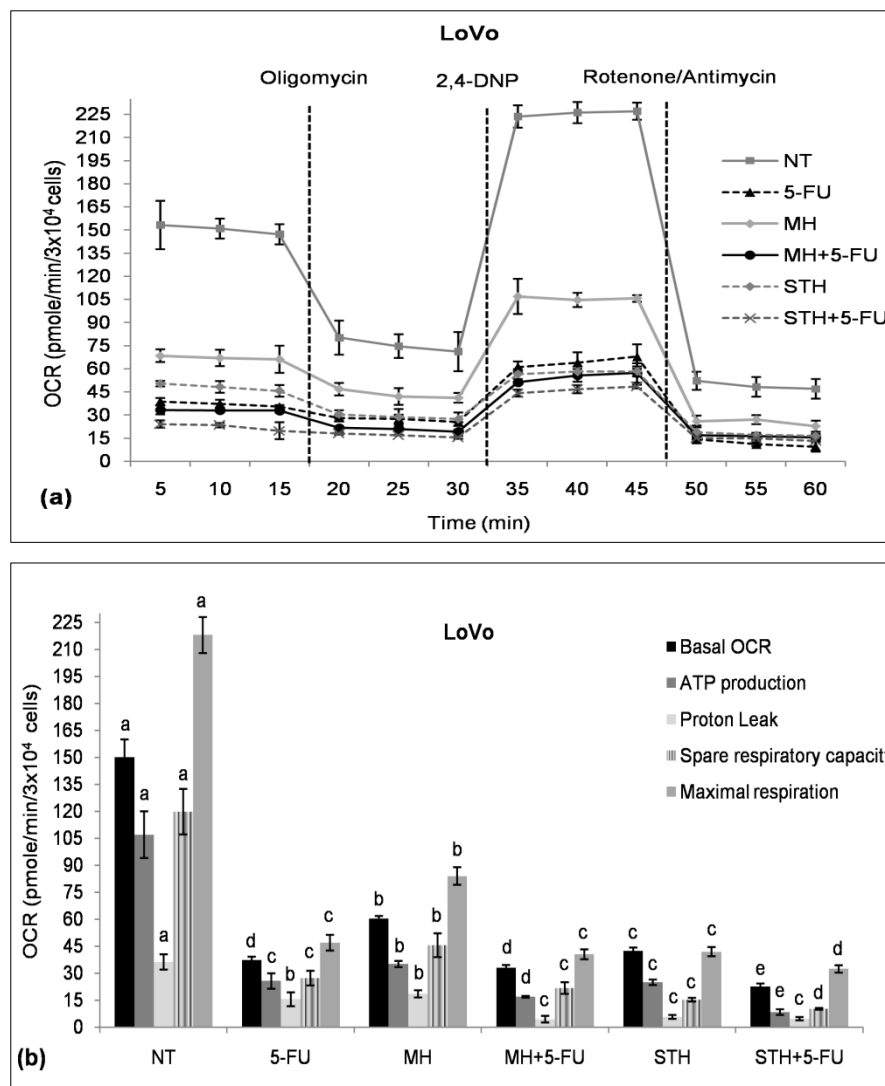 LoVo
Oligomycin 2,4-DNP Rotenone/Antimycin
OCR (pmole/min/3x10⁴ cells)
225
210
195
180
165
150
135
120
105
90
75
60
45
30
15
0
NT
5-FU
MH
MH+5-FU
STH
STH+5-FU
5 10 15 20 25 30 35 40 45 50 55 60
(a)
Time (min)
LoVo
OCR (pmole/min/3x10⁴ cells)
225
210
195
180
165
150
135
120
105
90
75
60
45
30
15
0
Basal OCR
ATP production
Proton Leak
Spare respiratory capacit
Maximal respiration
a a a a a
d c b c c
b b b b b
d d c c c
c c c d c
e e c d d
NT 5-FU MH MH+5-FU STH STH+5-FU
(b)